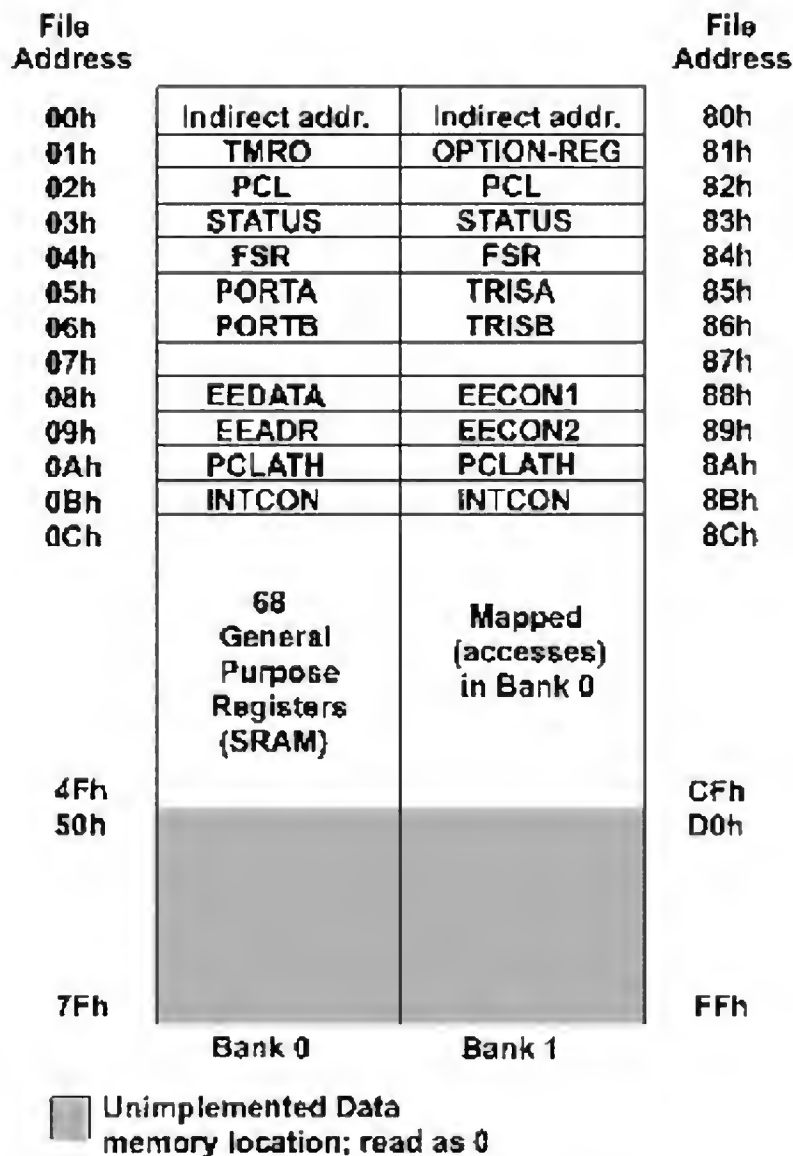 File Address File Address
00h Indirect addr. Indirect addr. 80h
01h TMRO OPTION-REG 81h
02h PCL PCL 82h
03h STATUS STATUS 83h
04h FSR FSR 84h
05h PORTA TRISA 85h
06h PORTB TRISB 86h
07h 87h
08h EEDATA EECON1 88h
09h EEADR EECON2 89h
0Ah PCLATH PCLATH 8Ah
0Bh INTCON INTCON 8Bh
0Ch 8Ch
68
General
Purpose
Registers
(SRAM)
Mapped
(accesses)
in Bank 0
4Fh CFh
50h D0h
7Fh FFh
Bank 0 Bank 1
Unimplemented Data
memory location; read as 0